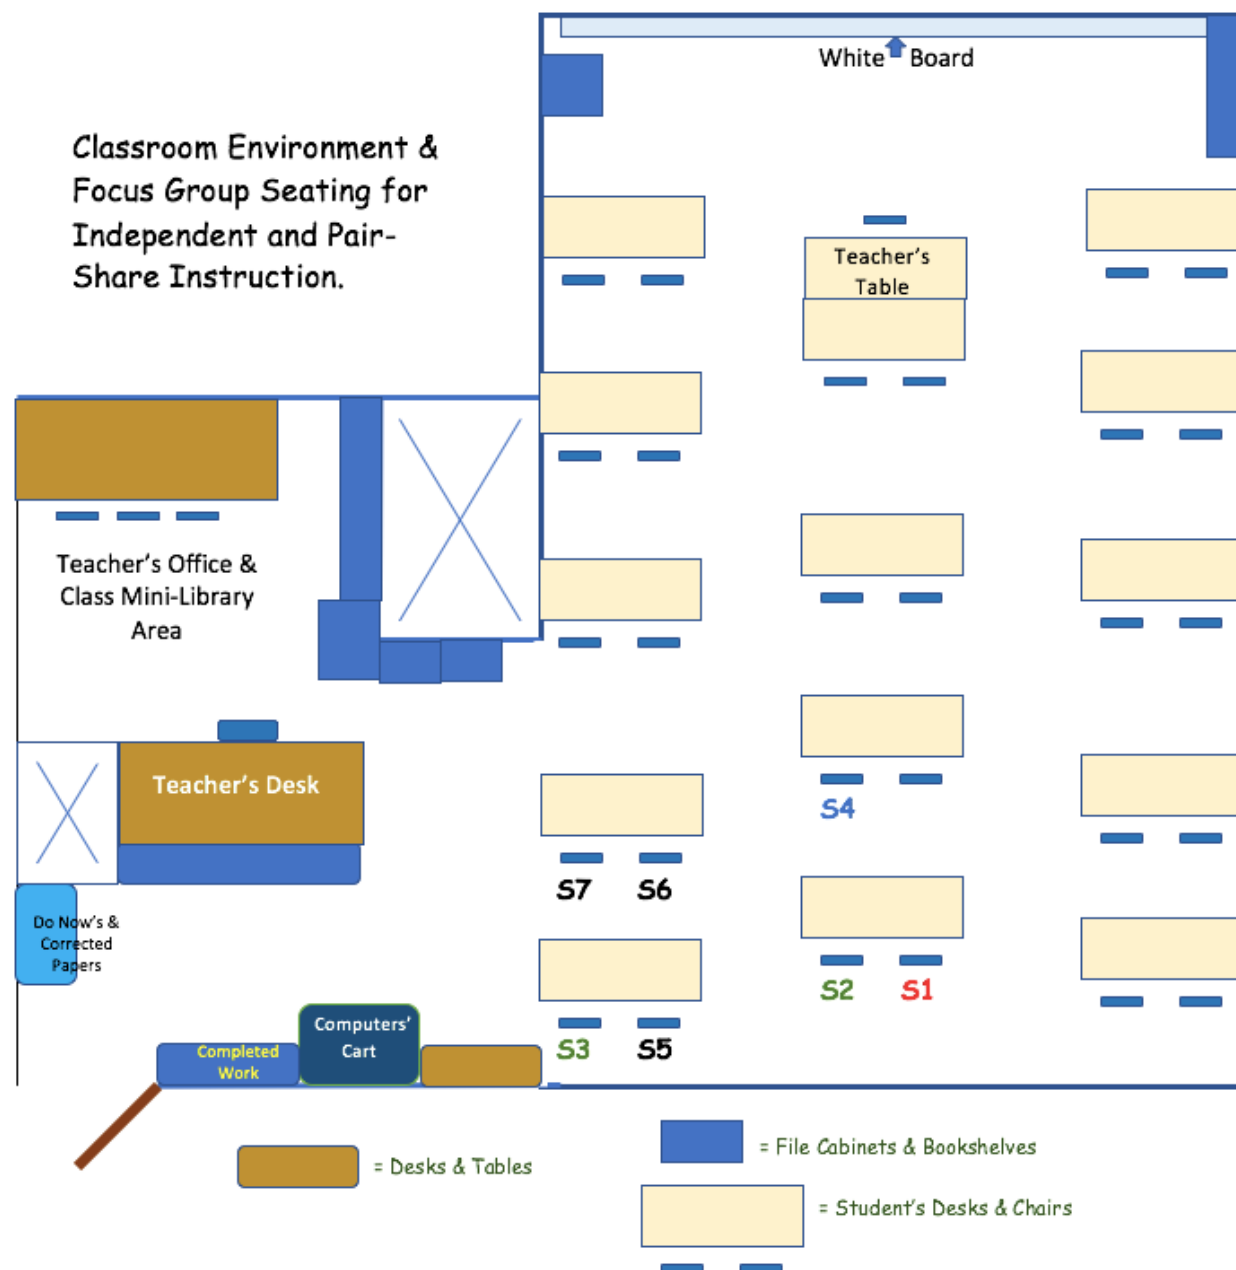 White Board
Classroom Environment &
Focus Group Seating for
Independent and Pair-
Share Instruction.
Teacher's
Table
Teacher's Office &
Class Mini-Library
Area
Teacher's Desk
S4
S7 S6
Do Now's &
Corrected
Papers
S2 S1
Computers'
Cart
Completed
Work
S3 S5
= Desks & Tables
= File Cabinets & Bookshelves
= Student's Desks & Chairs